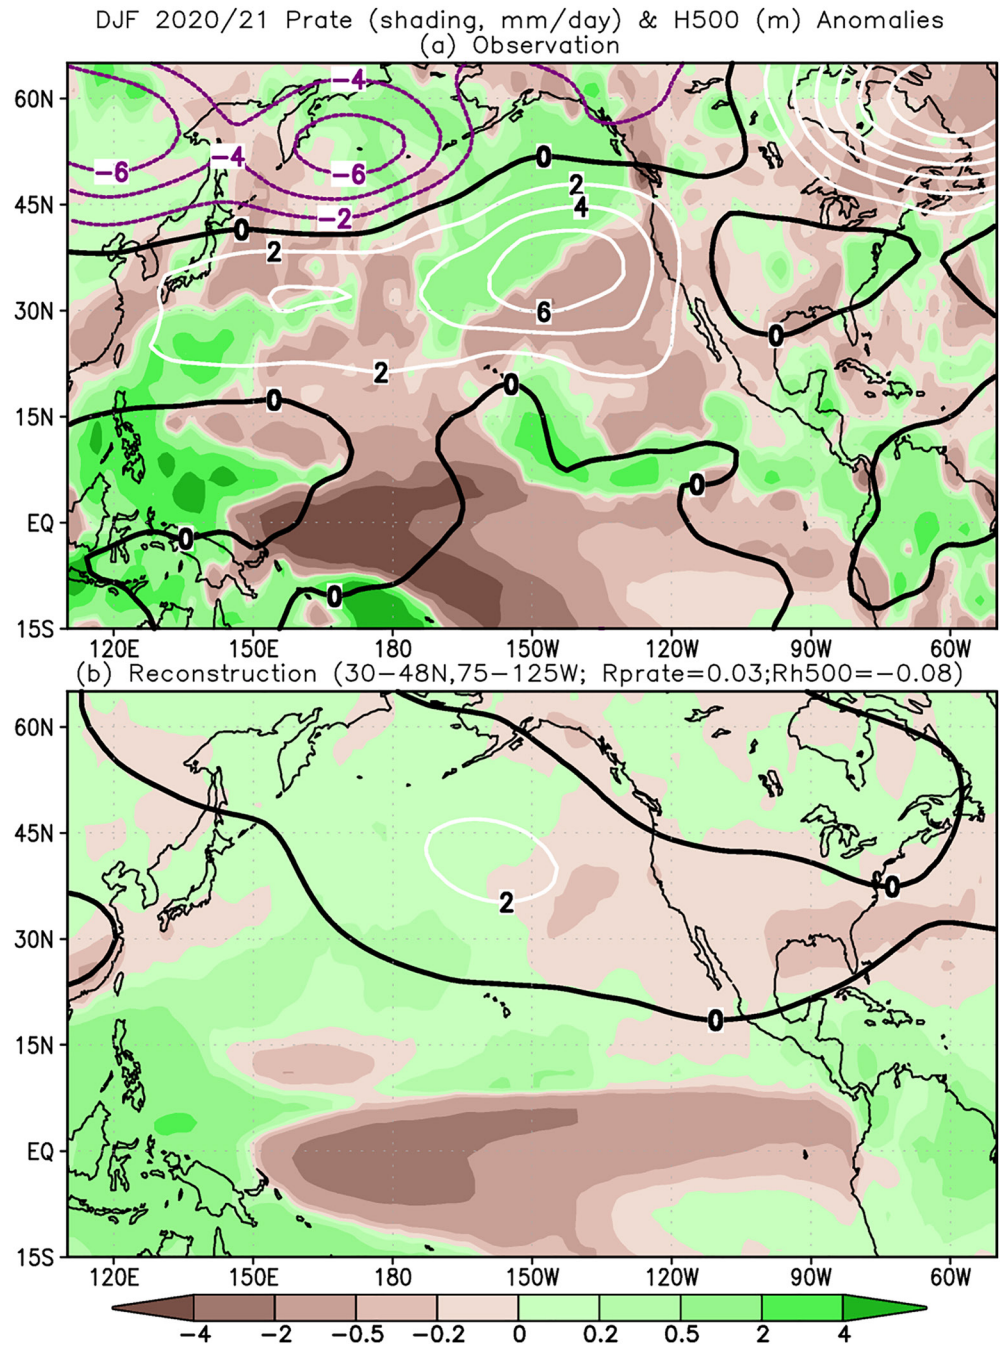 DJF 2020/21 Prate (shading, mm/day) & H500 (m) Anomalies
(a) Observation
60N
45N
30N
15N
EQ
15S
-4
-6
-4
-6
-2
0
0
2
4
2
6
2
0
0
0
0
0
0
120E 150E 180 150W 120W 90W 60W
(b) Reconstruction (30-48N,75-125W; Rprate=0.03;Rh500=-0.08)
60N
45N
30N
15N
EQ
15S
2
0
0
120E 150E 180 150W 120W 90W 60W
-4 -2 -0.5 -0.2 0 0.2 0.5 2 4